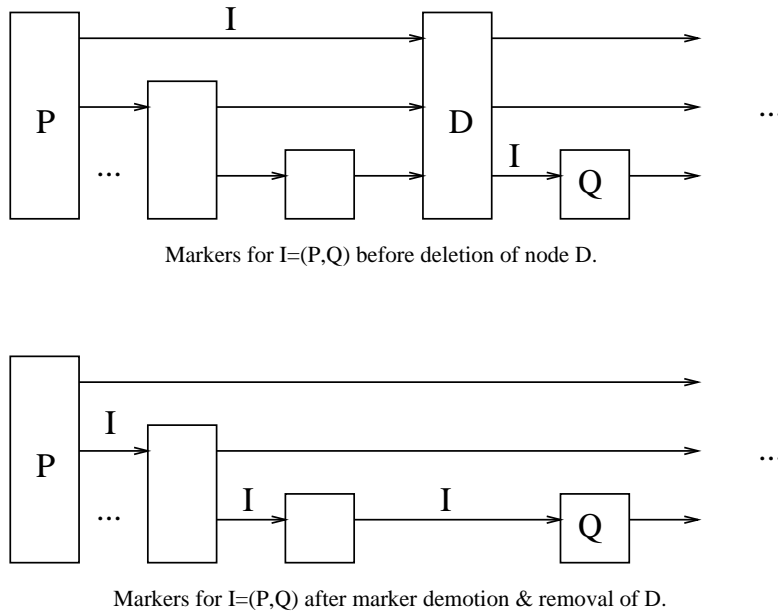 I
P
D
...
...
I
Q
Markers for I=(P,Q) before deletion of node D.
I
P
...
...
I
I
Q
Markers for I=(P,Q) after marker demotion & removal of D.